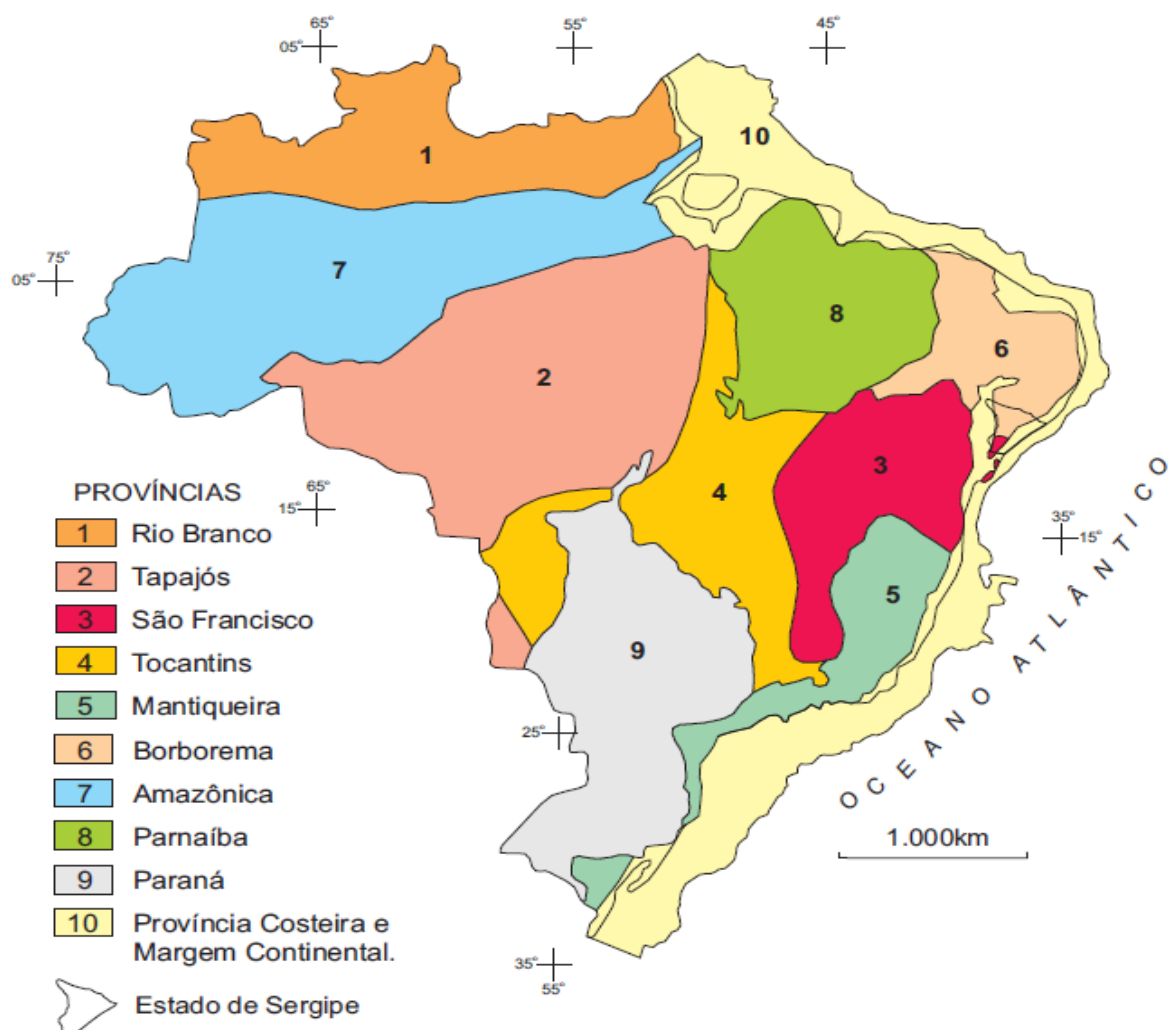 65°
05°
55°
45°
10
1
75°
05°
7
8
6
2
3
65°
15°
4
35°
15°
5
9
25°
OCEANO ATLÂNTICO
1.000km
35°
55°
PROVÍNCIAS
1 Rio Branco
2 Tapajós
3 São Francisco
4 Tocantins
5 Mantiqueira
6 Borborema
7 Amazônica
8 Parnaíba
9 Paraná
10 Província Costeira e
Margem Continental.
Estado de Sergipe